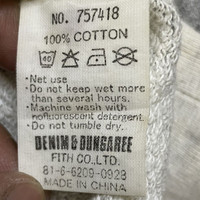 NO. 757418
100% COTTON
40
• Net use
• Do not keep wet more
than several hours.
• Machine wash with
nonfluorescent detergent.
• Do not tumble dry.
DENIM & DUNGAREE
FITH CO.,LTD.
81-6-6209-0928
MADE IN CHINA